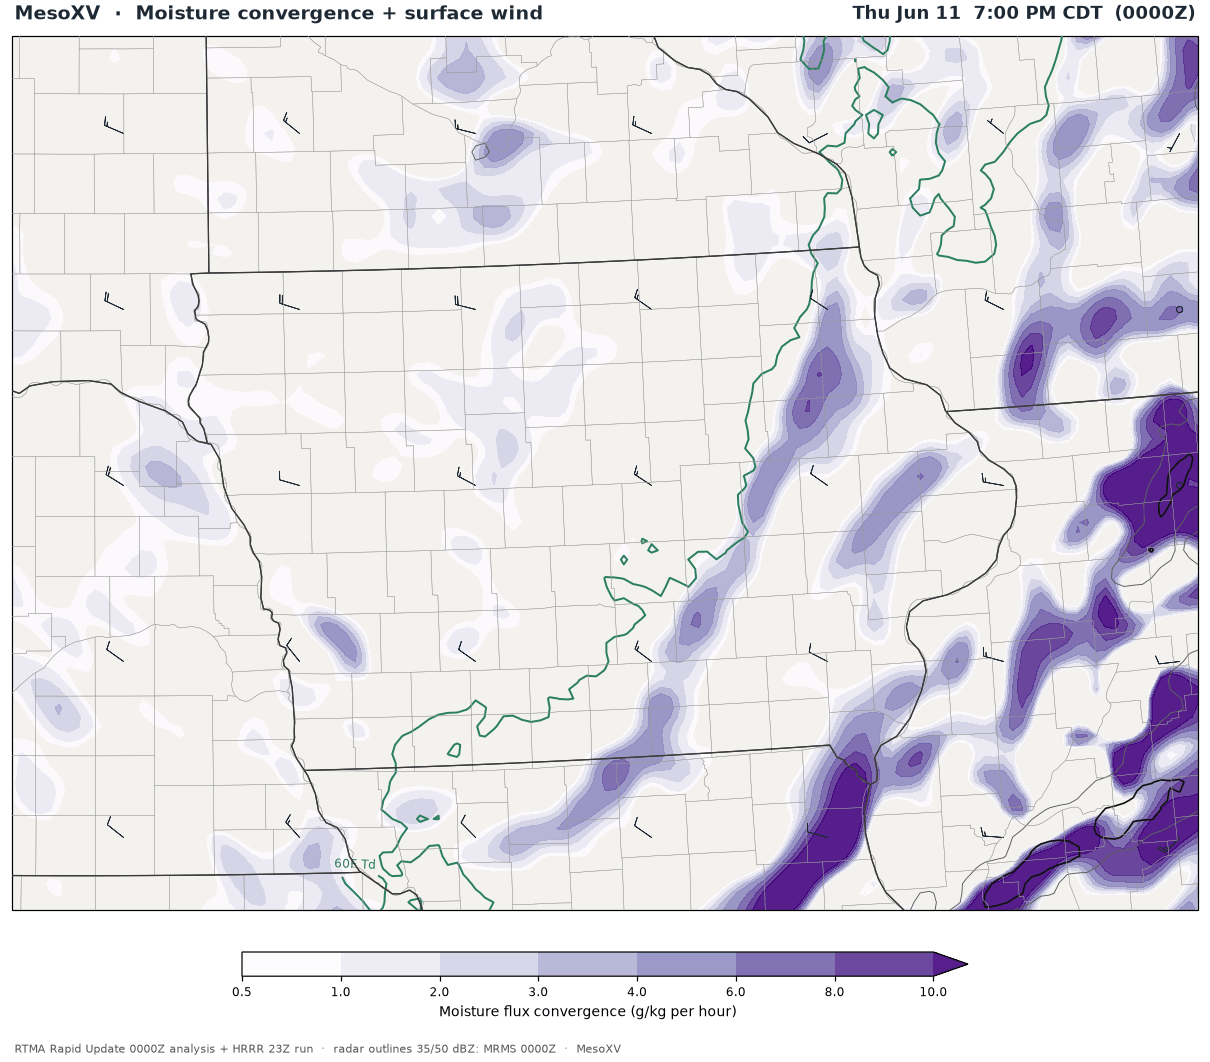 MesoXV · Moisture convergence + surface wind
Thu Jun 11 7:00 PM CDT (0000Z)
60F Td
0.5 1.0 2.0 3.0 4.0 6.0 8.0 10.0
Moisture flux convergence (g/kg per hour)
RTMA Rapid Update 0000Z analysis + HRRR 23Z run · radar outlines 35/50 dBZ: MRMS 0000Z · MesoXV